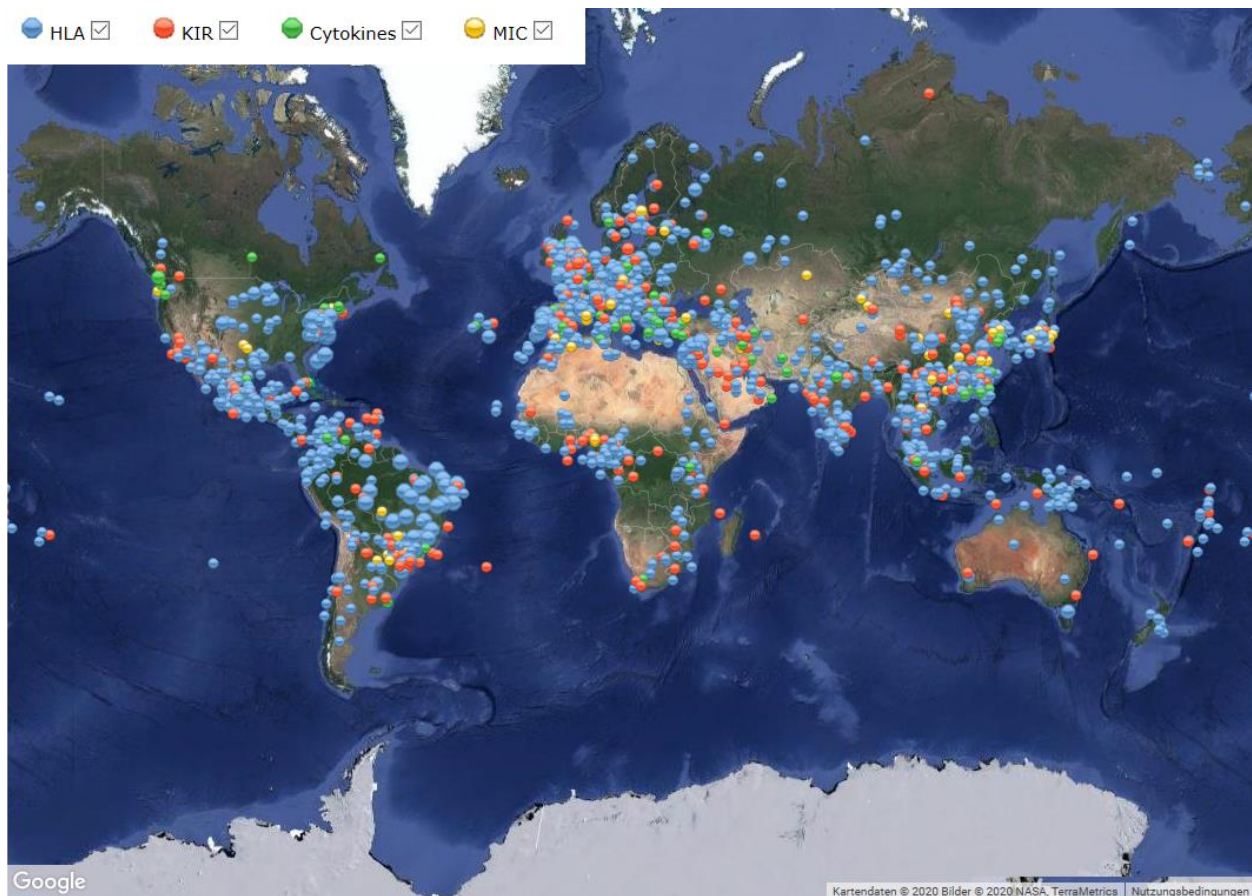 HLA KIR Cytokines MIC
Google
Kartendaten © 2020 Bilder © 2020 NASA, TerraMetrics Nutzungsbedingungen